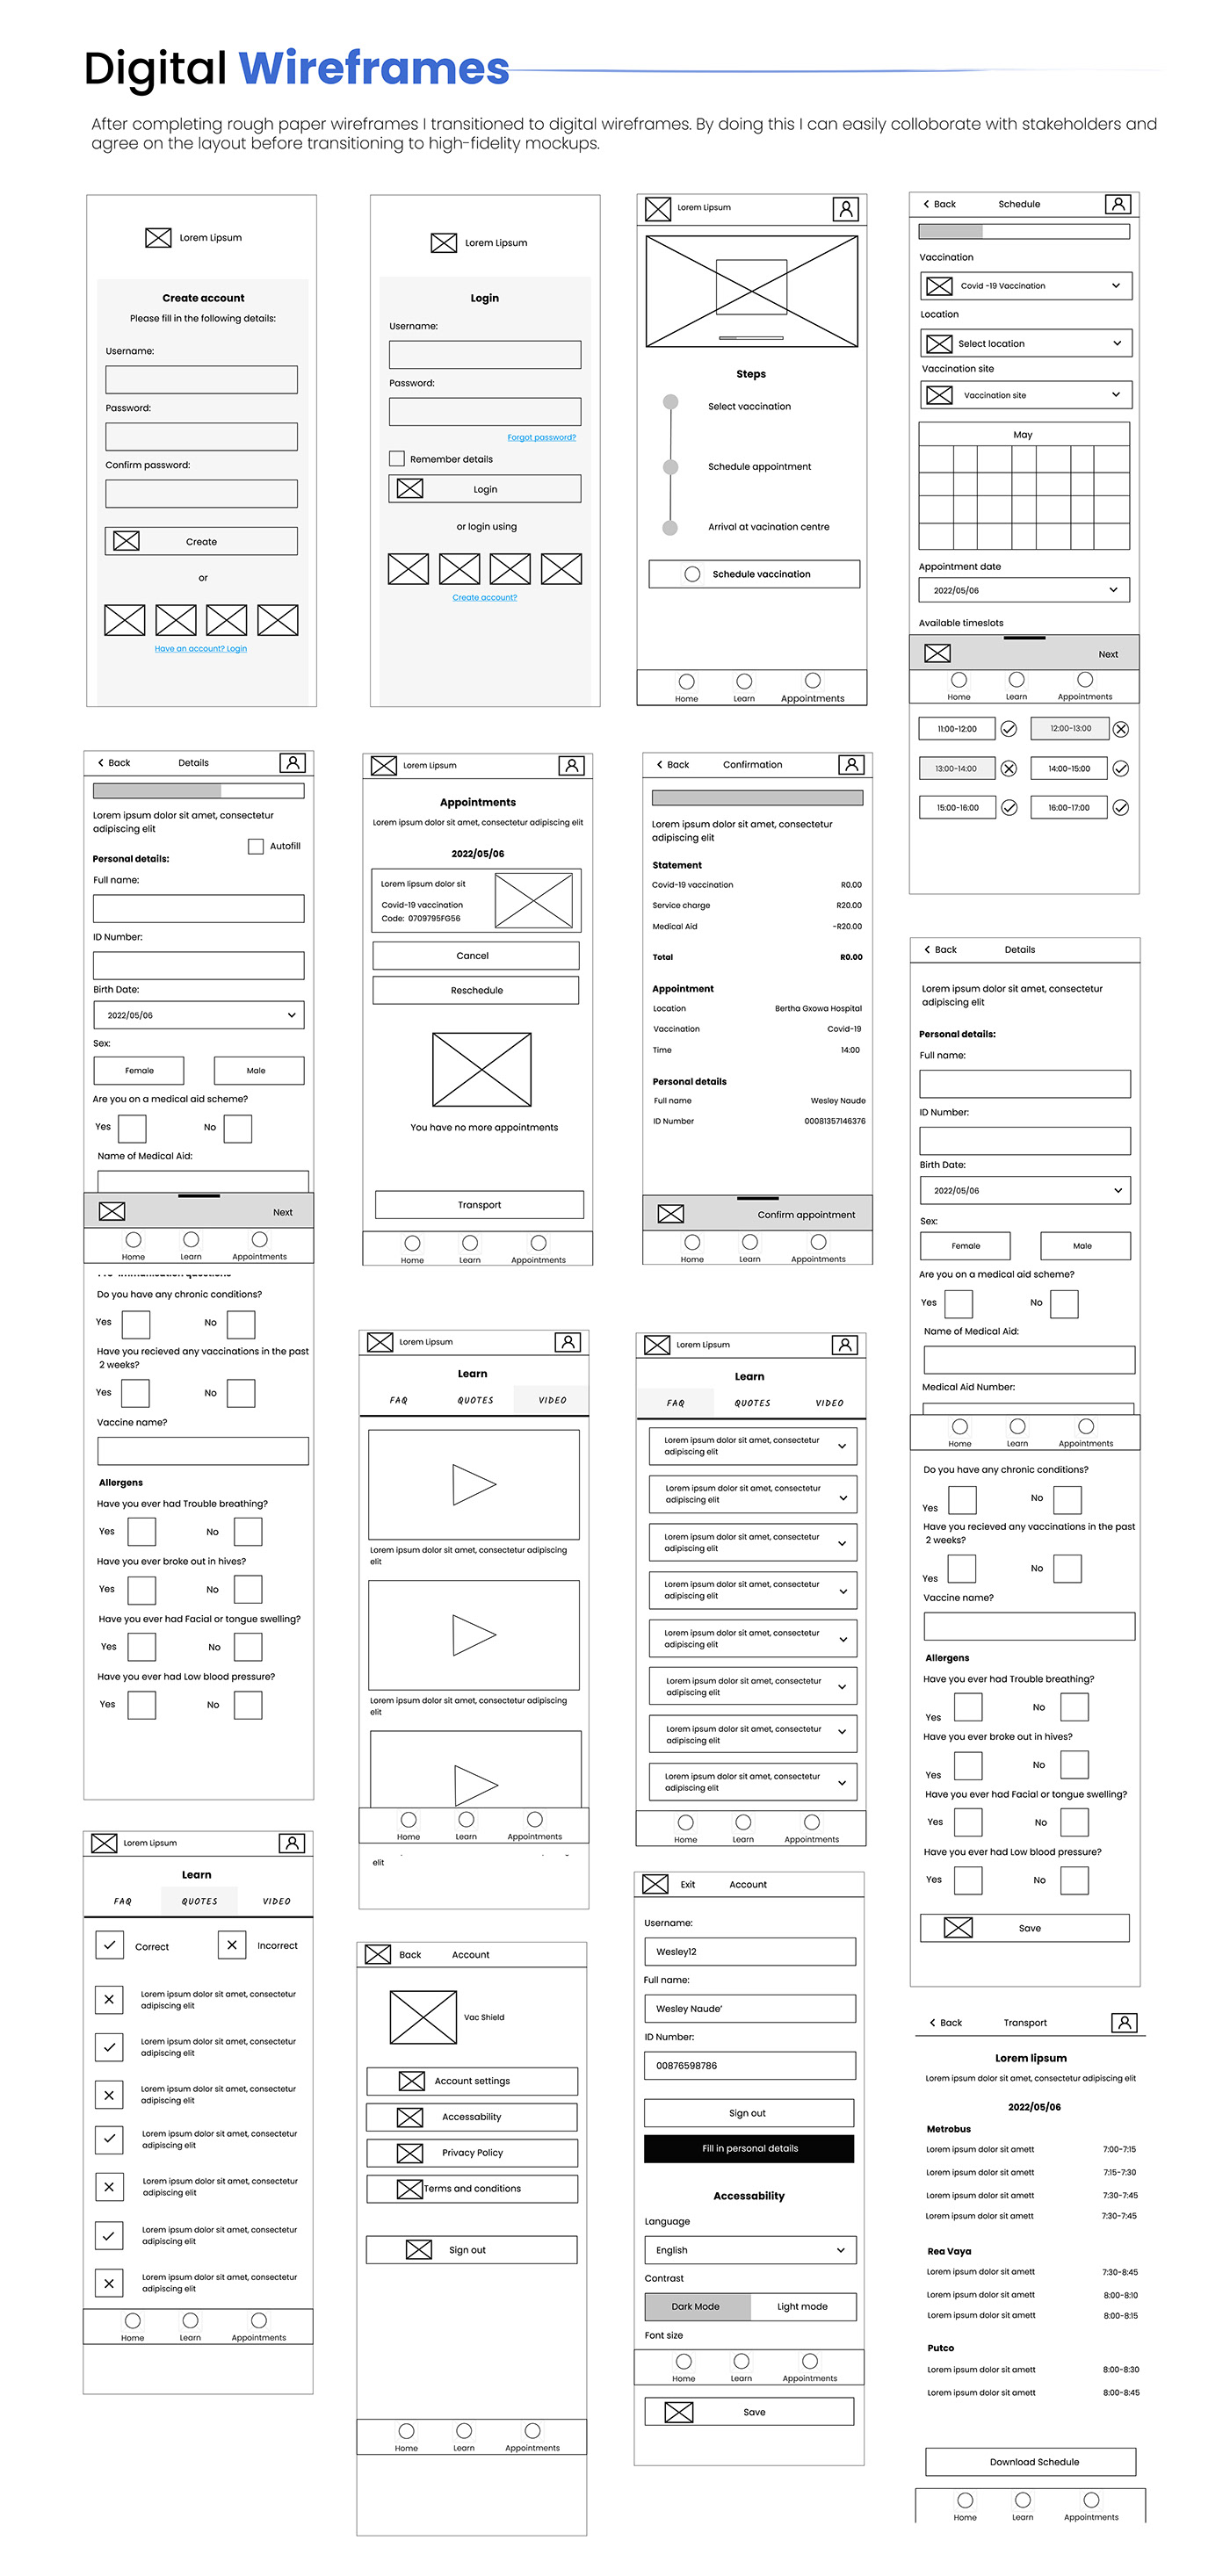 Digital Wireframes
After completing rough paper wireframes I transitioned to digital wireframes. By doing this I can easily colloborate with stakeholders and
agree on the layout before transitioning to high-fidelity mockups.
Lorem Lipsum
Create account
Please fill in the following details:
Username:
Password:
Confirm password:
Create
or
Have an account? Login
Lorem Lipsum
Login
Username:
Password:
Forgot password?
Remember details
Login
or login using
Create account?
Lorem Lipsum
Steps
Select vaccination
Schedule appointment
Arrival at vacination centre
Schedule vaccination
Home Learn Appointments
Back Schedule
Vaccination
Covid -19 Vaccination
Location
Select location
Vaccination site
Vaccination site
May
Appointment date
2022/05/06
Available timeslots
Next
Home Learn Appointments
11:00-12:00 12:00-13:00
13:00-14:00 14:00-15:00
15:00-16:00 16:00-17:00
Back Details
Lorem ipsum dolor sit amet, consectetur
adipiscing elit
Autofill
Personal details:
Full name:
ID Number:
Birth Date:
2022/05/06
Sex:
Female Male
Are you on a medical aid scheme?
Yes No
Name of Medical Aid:
Next
Home Learn Appointments
Do you have any chronic conditions?
Yes No
Have you recieved any vaccinations in the past
2 weeks?
Yes No
Vaccine name?
Allergens
Have you ever had Trouble breathing?
Yes No
Have you ever broke out in hives?
Yes No
Have you ever had Facial or tongue swelling?
Yes No
Have you ever had Low blood pressure?
Yes No
Lorem Lipsum
Appointments
Lorem ipsum dolor sit amet, consectetur adipiscing elit
2022/05/06
Lorem Iipsum dolor sit
Covid-19 vaccination
Code: 0709795FG56
Cancel
Reschedule
You have no more appointments
Transport
Home Learn Appointments
Back Confirmation
Lorem ipsum dolor sit amet, consectetur
adipiscing elit
Statement
Covid-19 vaccination R0.00
Service charge R20.00
Medical Aid -R20.00
Total R0.00
Appointment
Location Bertha Gxowa Hospital
Vaccination Covid-19
Time 14:00
Personal details
Full name Wesley Naude
ID Number 00081357146376
Confirm appointment
Home Learn Appointments
Back Details
Lorem ipsum dolor sit amet, consectetur
adipiscing elit
Personal details:
Full name:
ID Number:
Birth Date:
2022/05/06
Sex:
Female Male
Are you on a medical aid scheme?
Yes No
Name of Medical Aid:
Medical Aid Number:
Home Learn Appointments
Do you have any chronic conditions?
Yes No
Have you recieved any vaccinations in the past
2 weeks?
Yes No
Vaccine name?
Allergens
Have you ever had Trouble breathing?
Yes No
Have you ever broke out in hives?
Yes No
Have you ever had Facial or tongue swelling?
Yes No
Have you ever had Low blood pressure?
Yes No
Save
Lorem Lipsum
Learn
FAQ QUOTES VIDEO
Lorem ipsum dolor sit amet, consectetur adipiscing
elit
Lorem ipsum dolor sit amet, consectetur adipiscing
elit
Home Learn Appointments
elit
Lorem Lipsum
Learn
FAQ QUOTES VIDEO
Lorem ipsum dolor sit amet, consectetur
adipiscing elit
Lorem ipsum dolor sit amet, consectetur
adipiscing elit
Lorem ipsum dolor sit amet, consectetur
adipiscing elit
Lorem ipsum dolor sit amet, consectetur
adipiscing elit
Lorem ipsum dolor sit amet, consectetur
adipiscing elit
Lorem ipsum dolor sit amet, consectetur
adipiscing elit
Lorem ipsum dolor sit amet, consectetur
adipiscing elit
Lorem ipsum dolor sit amet, consectetur
adipiscing elit
Home Learn Appointments
Lorem Lipsum
Learn
FAQ QUOTES VIDEO
Correct Incorrect
Lorem ipsum dolor sit amet, consectetur
adipiscing elit
Lorem ipsum dolor sit amet, consectetur
adipiscing elit
Lorem ipsum dolor sit amet, consectetur
adipiscing elit
Lorem ipsum dolor sit amet, consectetur
adipiscing elit
Lorem ipsum dolor sit amet, consectetur
adipiscing elit
Lorem ipsum dolor sit amet, consectetur
adipiscing elit
Lorem ipsum dolor sit amet, consectetur
adipiscing elit
Home Learn Appointments
Back Account
Vac Shield
Account settings
Accessability
Privacy Policy
Terms and conditions
Sign out
Home Learn Appointments
Exit Account
Username:
Wesley12
Full name:
Wesley Naude'
ID Number:
00876598786
Sign out
Fill in personal details
Accessability
Language
English
Contrast
Dark Mode Light mode
Font size
Home Learn Appointments
Save
Back Transport
Lorem Iipsum
Lorem ipsum dolor sit amet, consectetur adipiscing elit
2022/05/06
Metrobus
Lorem ipsum dolor sit amett 7:00-7:15
Lorem ipsum dolor sit amett 7:15-7:30
Lorem ipsum dolor sit amett 7:30-7:45
Lorem ipsum dolor sit amett 7:30-7:45
Rea Vaya
Lorem ipsum dolor sit amett 7:30-8:45
Lorem ipsum dolor sit amett 8:00-8:10
Lorem ipsum dolor sit amett 8:00-8:15
Putco
Lorem ipsum dolor sit amett 8:00-8:30
Lorem ipsum dolor sit amett 8:00-8:45
Download Schedule
Home Learn Appointments